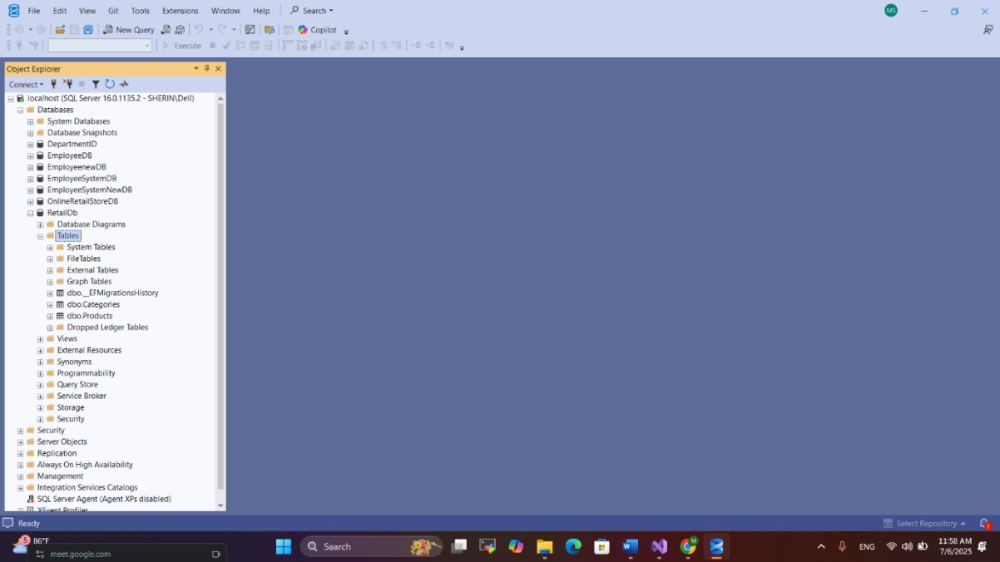 File Edit View Git Tools Extensions Window Help Search MS
New Query Copilot
Execute
Object Explorer
Connect
localhost (SQL Server 16.0.1135.2 - SHERIN\Dell)
Databases
System Databases
Database Snapshots
DepartmentID
EmployeeDB
EmployeenewDB
EmployeeSystemDB
EmployeeSystemNewDB
OnlineRetailStoreDB
RetailDb
Database Diagrams
Tables
System Tables
FileTables
External Tables
Graph Tables
dbo.__EFMigrationsHistory
dbo.Categories
dbo.Products
Dropped Ledger Tables
Views
External Resources
Synonyms
Programmability
Query Store
Service Broker
Storage
Security
Security
Server Objects
Replication
Always On High Availability
Management
Integration Services Catalogs
SQL Server Agent (Agent XPs disabled)
XEvent Profiler
Ready Select Repository 1
5 86°F
meet.google.com
Search
ENG
11:58 AM
7/6/2025